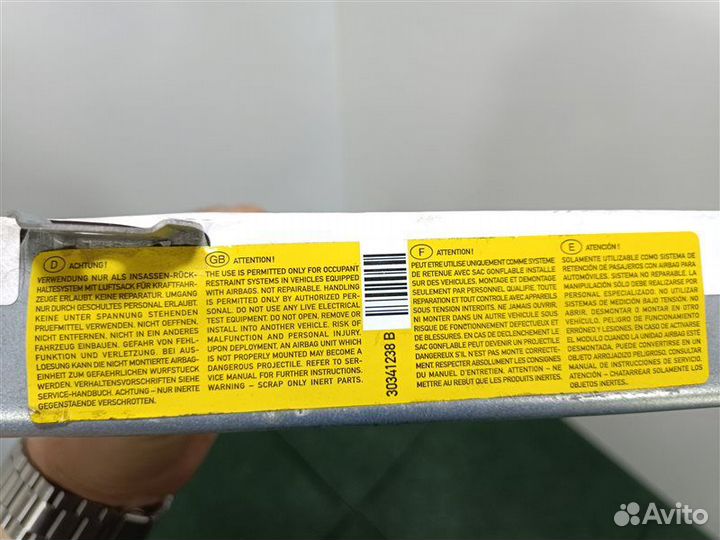 D ACHTUNG!
VERWENDUNG NUR ALS INSASSEN-RÜCK-
HALTESYSTEM MIT LUFTSACK FÜR KRAFTFAHR-
ZEUGE ERLAUBT. KEINE REPARATUR. UMGANG
NUR DURCH GESCHULTES PERSONAL ERLAUBT.
KEINE UNTER SPANNUNG STEHENDEN
PRUEFMITTEL VERWENDEN. NICHT OEFFNEN,
NICHT ENTFERNEN, NICHT IN EIN ANDERES
FAHRZEUG EINBAUEN. GEFAHR VON FEHL-
FUNKTION UND VERLETZUNG. BEI AUS-
LOESUNG KANN DIE NICHT MONTIERTE AIRBAG-
EINHEIT ZUM GEFAEHRLICHEN WURFSTUECK
WERDEN. VERHALTENSVORSCHRIFTEN SIEHE
SERVICE-HANDBUCH. ACHTUNG – NUR INERTE
GEGENSTAENDE VERSCHROTTEN.
GB ATTENTION!
THE USE IS PERMITTED ONLY FOR OCCUPANT
RESTRAINT SYSTEMS IN VEHICLES EQUIPPED
WITH AIRBAGS. NOT REPAIRABLE. HANDLING
IS PERMITTED ONLY BY AUTHORIZED PER-
SONAL. DO NOT USE ANY LIVE ELECTRICAL
TEST EQUIPMENT. DO NOT OPEN, REMOVE OR
INSTALL INTO ANOTHER VEHICLE. RISK OF
MALFUNCTION AND PERSONAL INJURY.
UPON DEPLOYMENT, AN AIRBAG UNIT WHICH
IS NOT PROPERLY MOUNTED MAY BECOME A
DANGEROUS PROJECTILE. REFER TO SER-
VICE MANUAL FOR FURTHER INSTRUCTIONS.
WARNING – SCRAP ONLY INERT PARTS.
30341238 B
F ATTENTION!
PEUT ETRE UTILISE UNIQUEMENT COMME SYSTEME
DE RETENUE AVEC SAC GONFLABLE INSTALLE
SUR DES VEHICULES. MONTAGE ET DEMONTAGE
SEULEMENT PAR PERSONNEL QUALIFIE. TOUTE
REPARATION ET TOUT CONTROLE AVEC APPAREILS
SOUS TENSION INTERDITS. NE JAMAIS OUVRIR,
NI MONTER DANS UN AUTRE VEHICULE SOUS
RISQUE DE FONCTIONNEMENT DEFECTUEUX ET
DE BLESSURES. EN CAS DE DECLENCHEMENT LE
SAC GONFLABLE PEUT DEVENIR UN PROJECTILE
DANGEREUX S'IL N'EST PAS MONTE CORRECTE-
MENT. RESPECTER LES RECOMMANDATIONS
DU MANUEL D'ENTRETIEN. ATTENTION – NE
METTRE AU REBUT QUE LES PRODUITS INERTES.
E ATENCIÓN!
SOLAMENTE UTILIZABLE COMO SISTEMA DE
RETENCIÓN DE PASAJEROS CON AIRBAG PARA
AUTOMÓVILES. SISTEMA NO REPARABLE. LA
MANIPULACIÓN SÓLO DEBE REALIZARSE POR
PERSONAL ESPECIALIZADO. NO UTILIZAR
SISTEMAS DE MEDICIÓN BAJO TENSIÓN. NO
ABRIR, DESMONTAR O MONTAR EN OTRO
VEHÍCULO. PELIGRO DE FUNCIONAMIENTO
ERRÓNEO Y LESIONES. EN CASO DE ACTIVARSE
EL MODULO CUANDO LA UNIDAD AIRBAG ESTÉ
DESMONTADA, PUEDE CONVERTIRSE EN UN
OBJETO ARROJADIZO PELIGROSO. CONSULTAR
MANUAL DE INSTRUCCIONES DE SERVICIO.
ATENCIÓN – CHATARREAR SOLAMENTE LOS
OBJETOS INERTES.
Avito